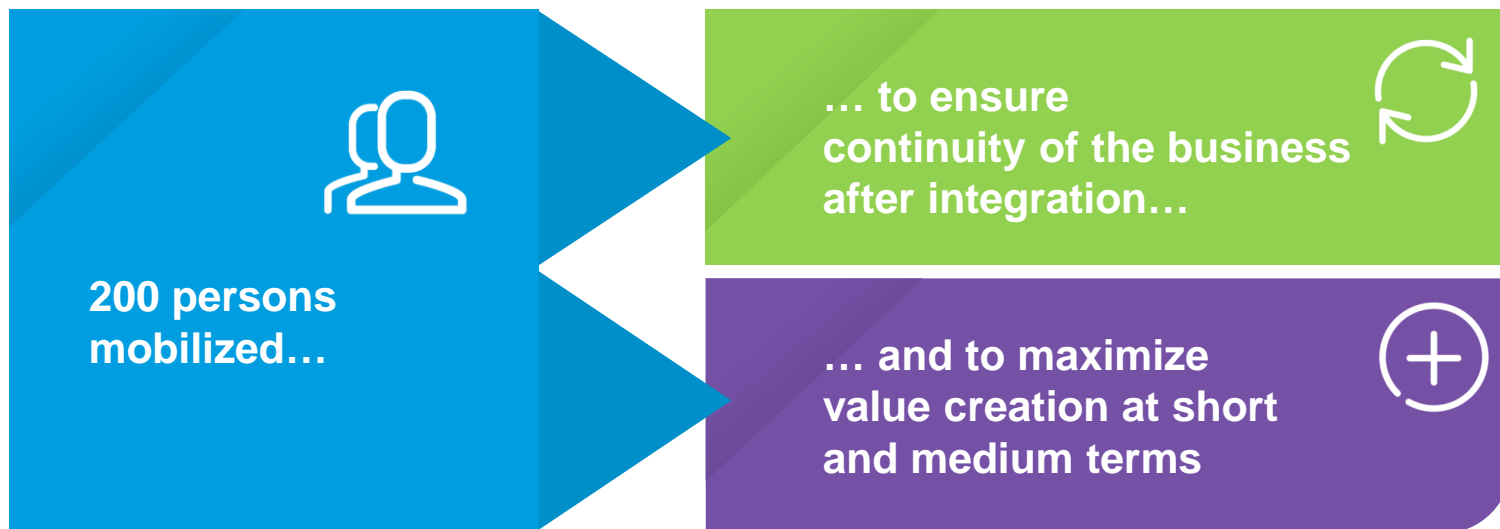 200 persons
mobilized…
… to ensure
continuity of the business
after integration…
… and to maximize
value creation at short
and medium terms